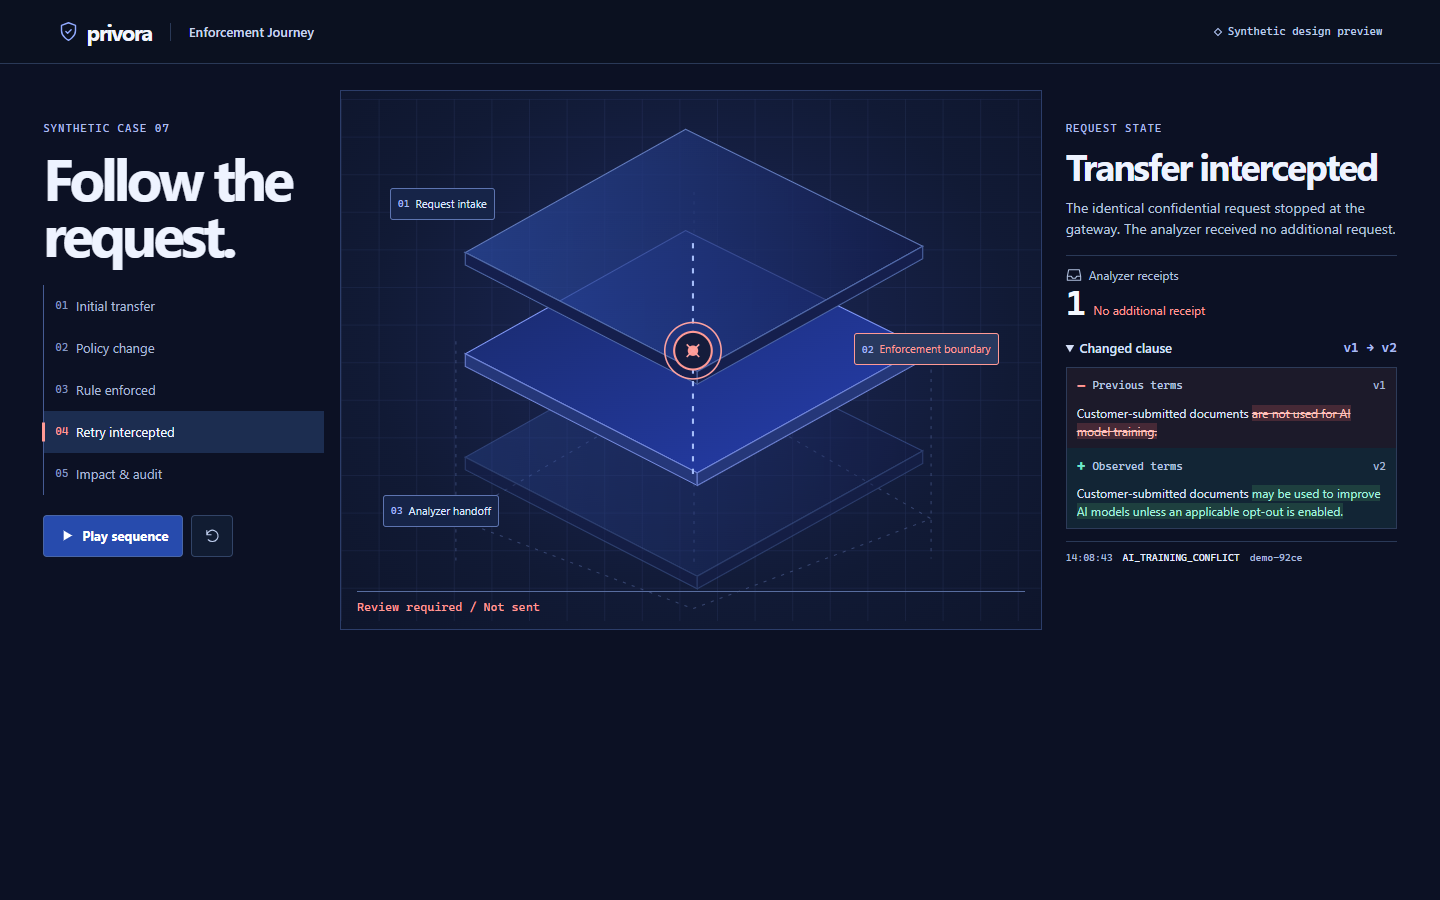 privora
Enforcement Journey
Synthetic design preview
SYNTHETIC CASE 07
Follow the
request.
01 Initial transfer
02 Policy change
03 Rule enforced
04 Retry intercepted
05 Impact & audit
Play sequence
01 Request intake
02 Enforcement boundary
03 Analyzer handoff
Review required / Not sent
REQUEST STATE
Transfer intercepted
The identical confidential request stopped at the
gateway. The analyzer received no additional request.
Analyzer receipts
1 No additional receipt
Changed clause v1 → v2
− Previous terms v1
Customer-submitted documents are not used for AI
model training.
+ Observed terms v2
Customer-submitted documents may be used to improve
AI models unless an applicable opt-out is enabled.
14:08:43 AI_TRAINING_CONFLICT demo-92ce